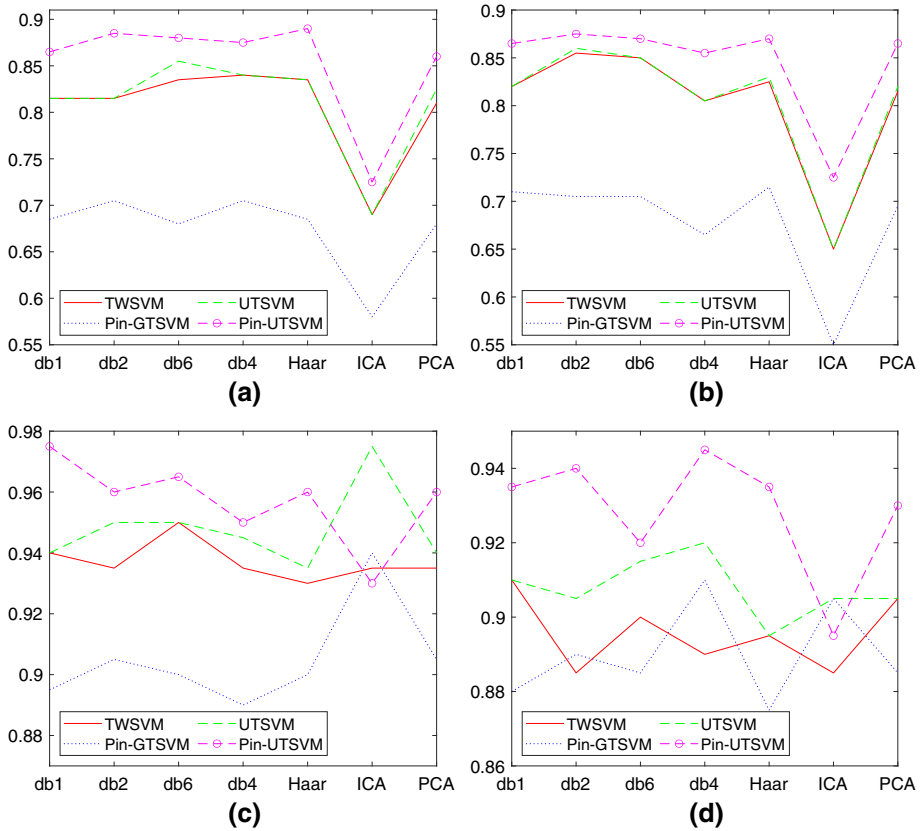 0.9
0.85
0.8
0.75
0.7
0.65
0.6
0.55
TWSVM
UTSVM
Pin-GTSVM
Pin-UTSVM
db1 db2 db6 db4 Haar ICA PCA
(a)
0.9
0.85
0.8
0.75
0.7
0.65
0.6
0.55
TWSVM
UTSVM
Pin-GTSVM
Pin-UTSVM
db1 db2 db6 db4 Haar ICA PCA
(b)
0.98
0.96
0.94
0.92
0.9
0.88
TWSVM
UTSVM
Pin-GTSVM
Pin-UTSVM
db1 db2 db6 db4 Haar ICA PCA
(c)
0.94
0.92
0.9
0.88
0.86
TWSVM
UTSVM
Pin-GTSVM
Pin-UTSVM
db1 db2 db6 db4 Haar ICA PCA
(d)